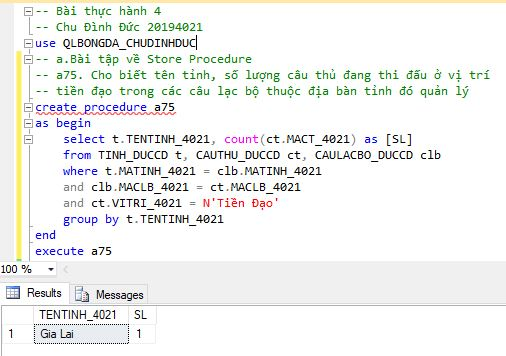 -- Bài thực hành 4
-- Chu Đình Đức 20194021
use QLBONGDA_CHUDINHDUC
-- a.Bài tập về Store Procedure
-- a75. Cho biết tên tỉnh, số lượng câu thủ đang thi đấu ở vị trí
-- tiền đạo trong các câu lạc bộ thuộc địa bàn tỉnh đó quản lý
create procedure a75
as begin
select t.TENTINH_4021, count(ct.MACT_4021) as [SL]
from TINH_DUCCD t, CAUTHU_DUCCD ct, CAULACBO_DUCCD clb
where t.MATINH_4021 = clb.MATINH_4021
and clb.MACLB_4021 = ct.MACLB_4021
and ct.VITRI_4021 = N'Tiền Đạo'
group by t.TENTINH_4021
end
execute a75
100 %
Results Messages
TENTINH_4021 SL
1 Gia Lai 1